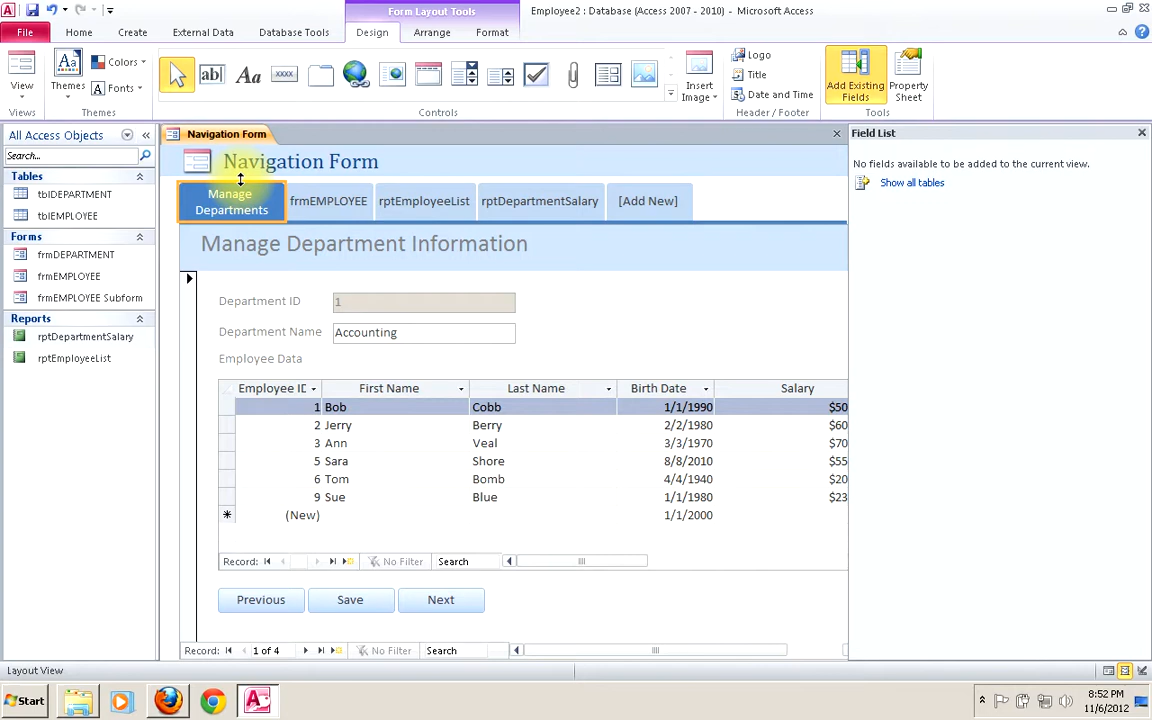 Form Layout Tools
Employee2 : Database (Access 2007 - 2010) - Microsoft Access
File Home Create External Data Database Tools Design Arrange Format
Colors
Logo
Title
View
Themes
Fonts
Insert
Image
Date and Time
Add Existing
Fields
Property
Sheet
Views Themes Controls Header / Footer Tools
All Access Objects
Search...
Tables
tblDEPARTMENT
tblEMPLOYEE
Forms
frmDEPARTMENT
frmEMPLOYEE
frmEMPLOYEE Subform
Reports
rptDepartmentSalary
rptEmployeeList
Navigation Form
Navigation Form
Manage
Departments
frmEMPLOYEE rptEmployeeList rptDepartmentSalary [Add New]
Manage Department Information
Department ID 1
Department Name Accounting
Employee Data
Employee ID First Name Last Name Birth Date Salary
1 Bob Cobb 1/1/1990 $50
2 Jerry Berry 2/2/1980 $60
3 Ann Veal 3/3/1970 $70
5 Sara Shore 8/8/2010 $55
6 Tom Bomb 4/4/1940 $20
9 Sue Blue 1/1/1980 $23
(New) 1/1/2000
Record: No Filter Search
Previous Save Next
Record: 1 of 4 No Filter Search
Field List
No fields available to be added to the current view.
Show all tables
Layout View
Start
8:52 PM
11/6/2012